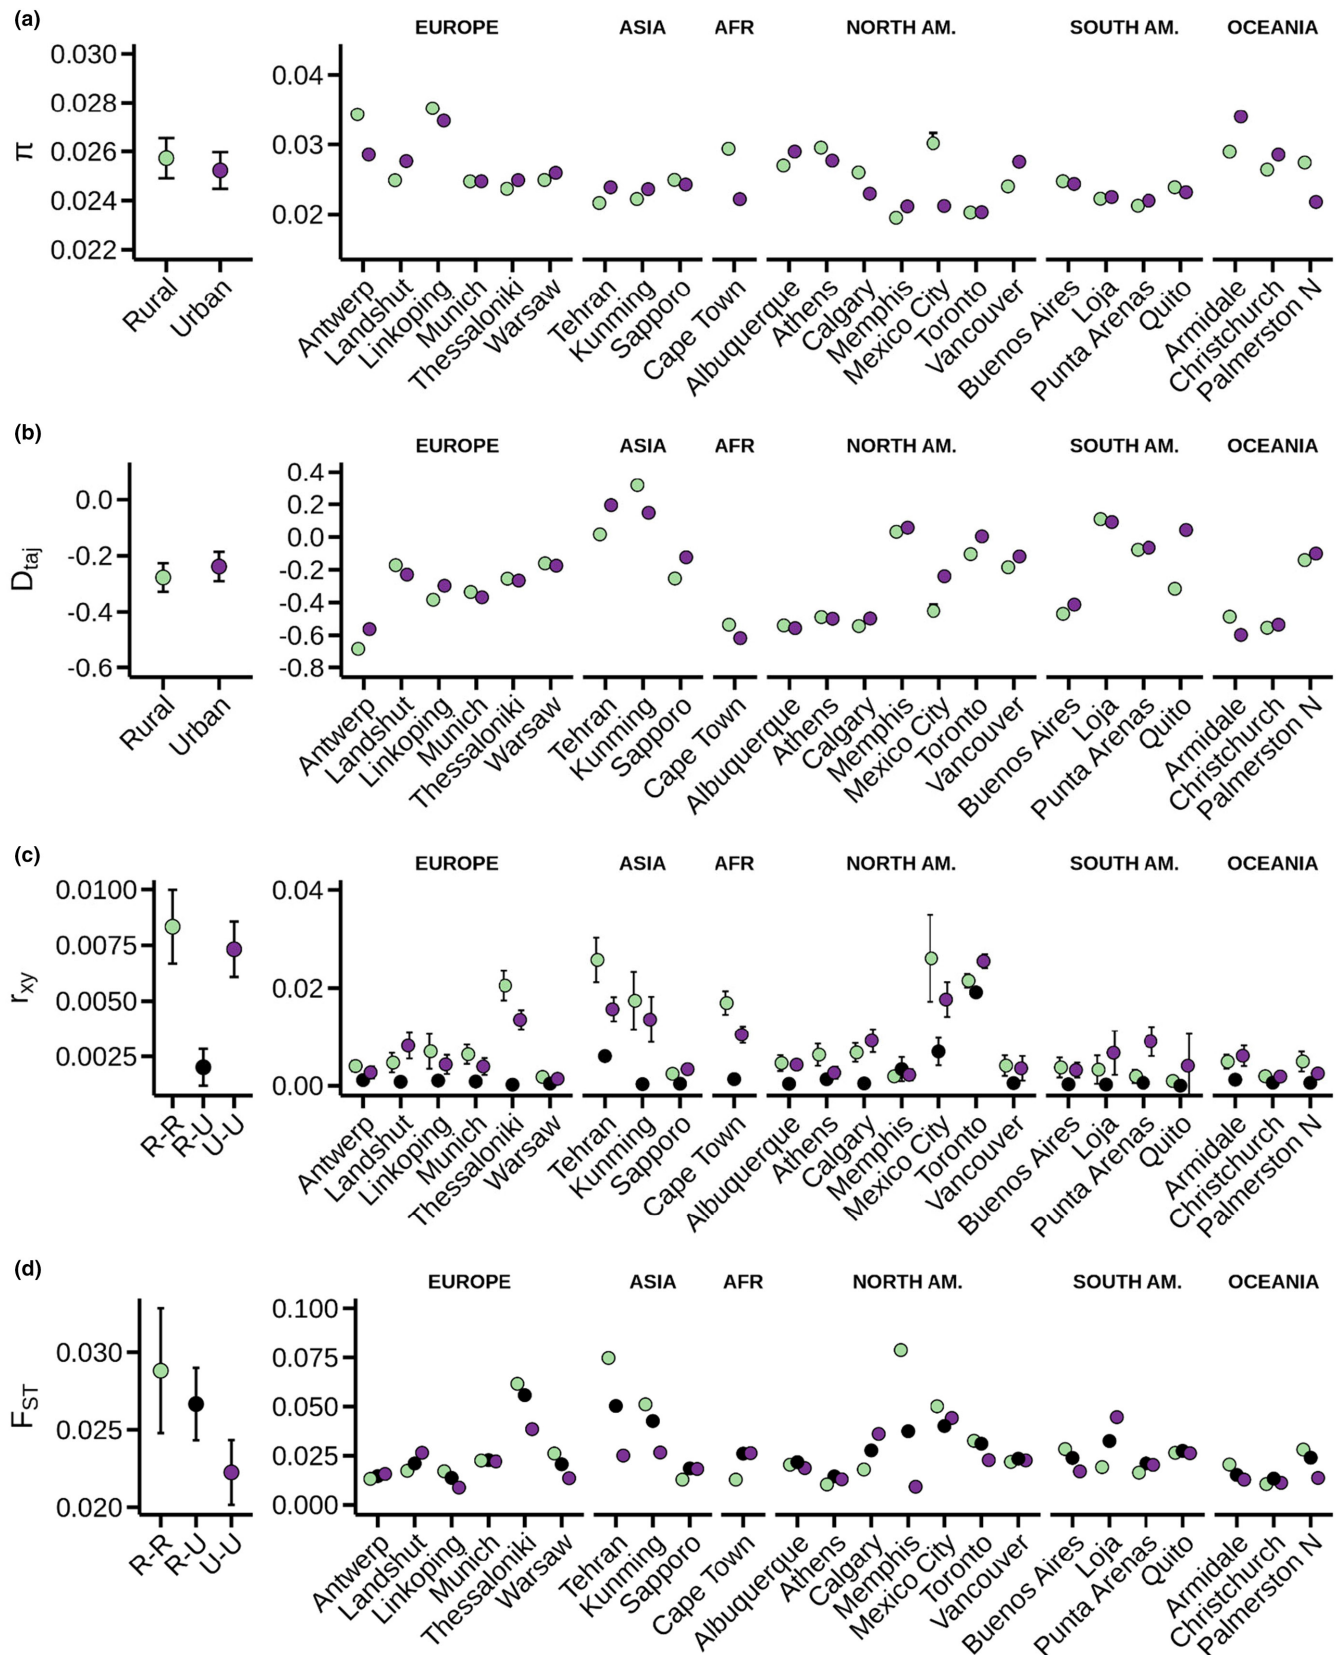 (a)
EUROPE ASIA AFR NORTH AM. SOUTH AM. OCEANIA
π
0.030
0.028
0.026
0.024
0.022
Rural
Urban
0.04
0.03
0.02
Antwerp
Landshut
Linkoping
Munich
Thessaloniki
Warsaw
Tehran
Kunming
Sapporo
Cape Town
Albuquerque
Athens
Calgary
Memphis
Mexico City
Toronto
Vancouver
Buenos Aires
Loja
Punta Arenas
Quito
Armidale
Christchurch
Palmerston N
(b)
EUROPE ASIA AFR NORTH AM. SOUTH AM. OCEANIA
Dtaj
0.0
-0.2
-0.4
-0.6
Rural
Urban
0.4
0.2
0.0
-0.2
-0.4
-0.6
-0.8
Antwerp
Landshut
Linkoping
Munich
Thessaloniki
Warsaw
Tehran
Kunming
Sapporo
Cape Town
Albuquerque
Athens
Calgary
Memphis
Mexico City
Toronto
Vancouver
Buenos Aires
Loja
Punta Arenas
Quito
Armidale
Christchurch
Palmerston N
(c)
EUROPE ASIA AFR NORTH AM. SOUTH AM. OCEANIA
rxy
0.0100
0.0075
0.0050
0.0025
R-R
R-U
U-U
0.04
0.02
0.00
Antwerp
Landshut
Linkoping
Munich
Thessaloniki
Warsaw
Tehran
Kunming
Sapporo
Cape Town
Albuquerque
Athens
Calgary
Memphis
Mexico City
Toronto
Vancouver
Buenos Aires
Loja
Punta Arenas
Quito
Armidale
Christchurch
Palmerston N
(d)
EUROPE ASIA AFR NORTH AM. SOUTH AM. OCEANIA
FST
0.030
0.025
0.020
R-R
R-U
U-U
0.100
0.075
0.050
0.025
0.000
Antwerp
Landshut
Linkoping
Munich
Thessaloniki
Warsaw
Tehran
Kunming
Sapporo
Cape Town
Albuquerque
Athens
Calgary
Memphis
Mexico City
Toronto
Vancouver
Buenos Aires
Loja
Punta Arenas
Quito
Armidale
Christchurch
Palmerston N